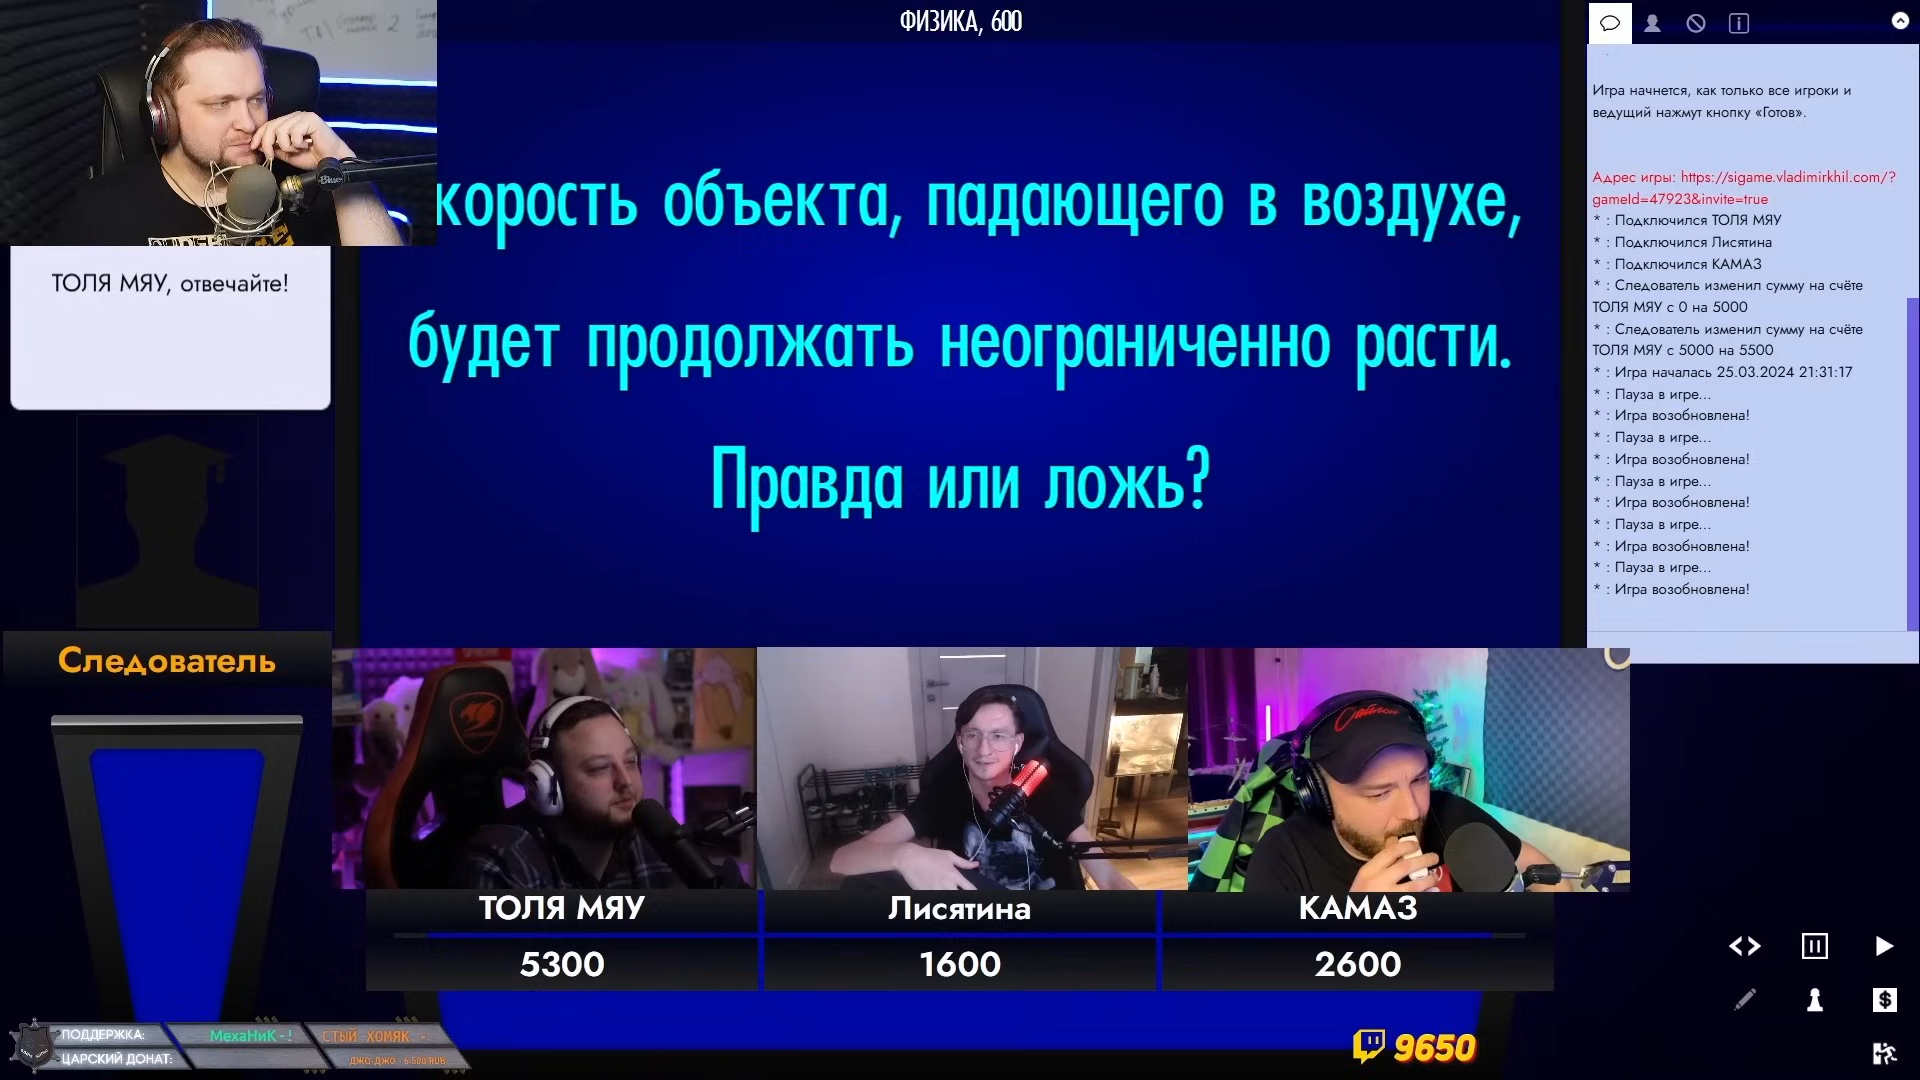 ФИЗИКА, 600
корость объекта, падающего в воздухе,
будет продолжать неограниченно расти.
Правда или ложь?
ТОЛЯ МЯУ, отвечайте!
Следователь
Игра начнется, как только все игроки и
ведущий нажмут кнопку «Готов».
Адрес игры: https://sigame.vladimirkhil.com/?
gameId=47923&invite=true
* : Подключился ТОЛЯ МЯУ
* : Подключился Лисятина
* : Подключился КАМАЗ
* : Следователь изменил сумму на счёте
ТОЛЯ МЯУ с 0 на 5000
* : Следователь изменил сумму на счёте
ТОЛЯ МЯУ с 5000 на 5500
* : Игра началась 25.03.2024 21:31:17
* : Пауза в игре...
* : Игра возобновлена!
* : Пауза в игре...
* : Игра возобновлена!
* : Пауза в игре...
* : Игра возобновлена!
* : Пауза в игре...
* : Игра возобновлена!
* : Пауза в игре...
* : Игра возобновлена!
ТОЛЯ МЯУ
5300
Лисятина
1600
КАМАЗ
2600
ПОДДЕРЖКА: МехаНиК - ! СТЫЙ ХОМЯК -
ЦАРСКИЙ ДОНАТ: ДЖО-ДЖО - 6 500 RUB
9650